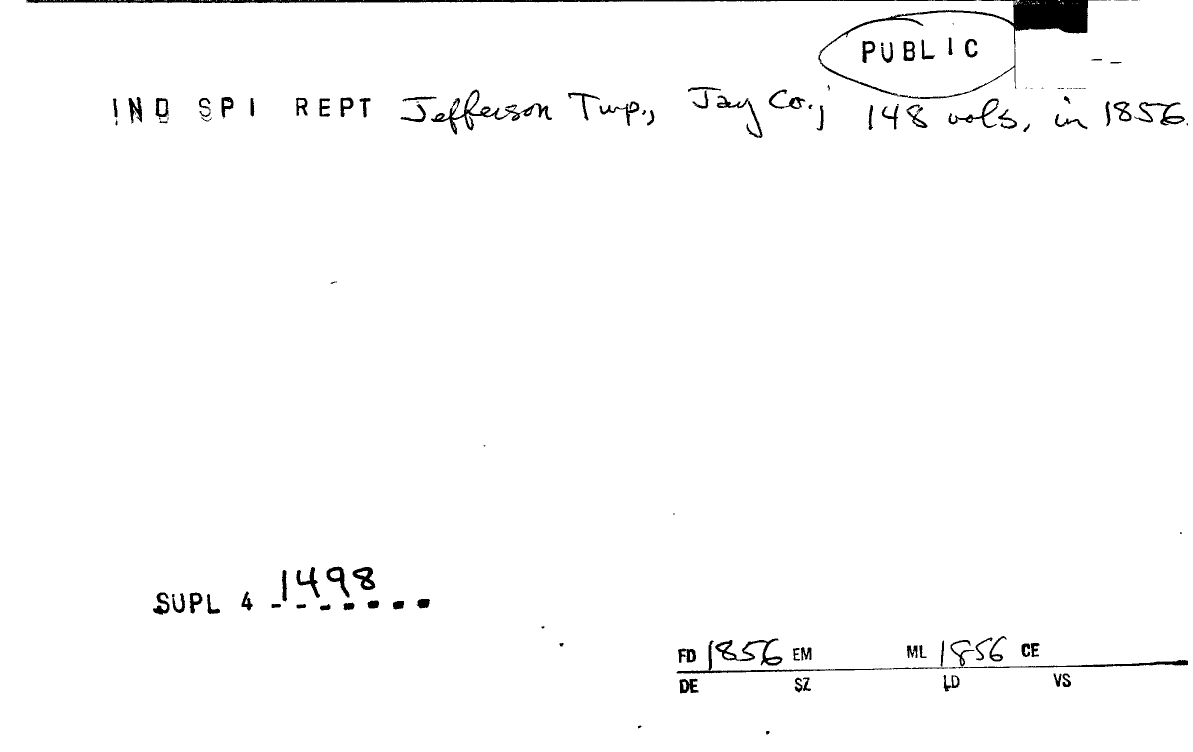 PUBLIC
IND SPI REPT Jefferson Twp., Jay Co.; 148 vols, in 1856.
SUPL 4 1498
FD 1856 EM ML 1856 CE
DE SZ LD VS